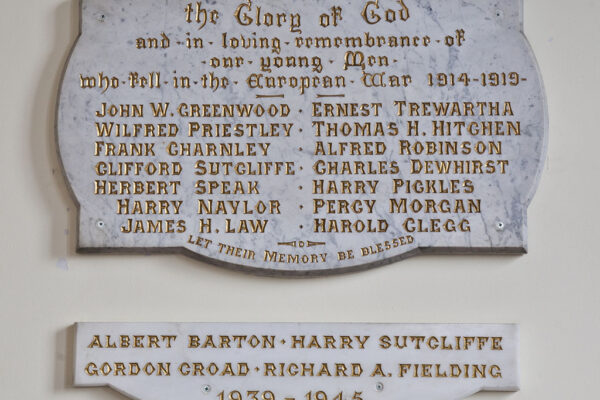 the Glory of God
and · in · loving · remembrance · of
our · young · Men ·
who · fell · in · the · European · War 1914-1919-
JOHN W. GREENWOOD · ERNEST TREWARTHA
WILFRED PRIESTLEY · THOMAS H. HITCHEN
FRANK CHARNLEY · ALFRED ROBINSON
CLIFFORD SUTCLIFFE · CHARLES DEWHIRST
HERBERT SPEAK · HARRY PICKLES
HARRY NAYLOR · PERCY MORGAN
JAMES H. LAW · HAROLD CLEGG
LET THEIR MEMORY BE BLESSED
ALBERT BARTON · HARRY SUTCLIFFE
GORDON CROAD · RICHARD A. FIELDING
1939 - 1945